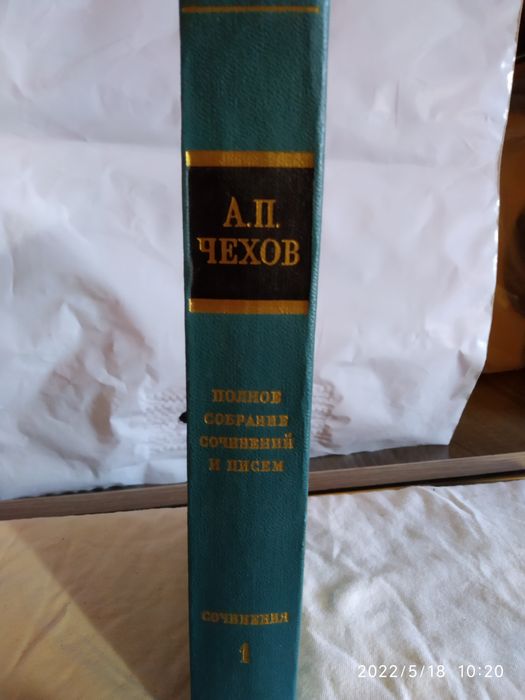 А.П.
ЧЕХОВ
ПОЛНОЕ
СОБРАНИЕ
СОЧИНЕНИЙ
И ПИСЕМ
СОЧИНЕНИЯ
1
2022/5/18 10:20